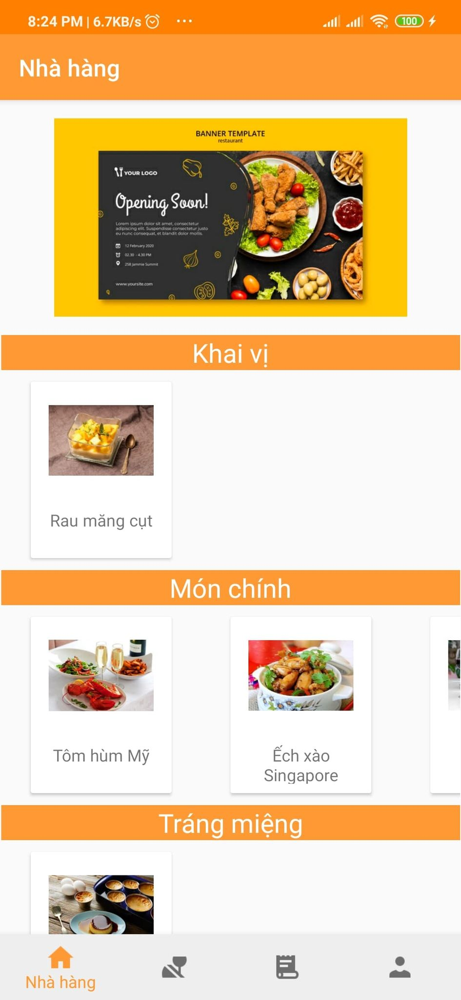 8:24 PM | 6.7KB/s ...
100
Nhà hàng
BANNER TEMPLATE
restaurant
YOUR LOGO
Opening Soon!
Lorem ipsum dolor sit amet, consectetur
adipiscing elit. Suspendisse consectetur justo
eu nunc consequat, et blandit dolor mollis.
12 February 2020
02.30 - 4.30 PM
258 Jammie Summit
www.yoursite.com
Khai vị
Rau măng cụt
Món chính
Tôm hùm Mỹ
Ếch xào
Singapore
Tráng miệng
Nhà hàng